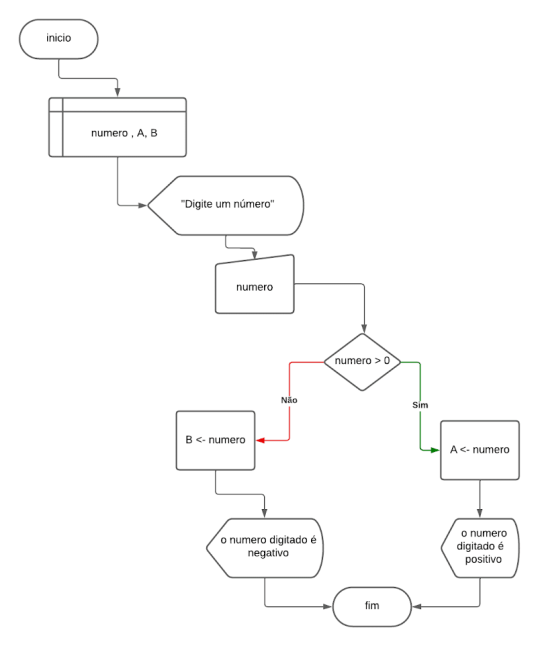 inicio
numero , A, B
"Digite um número"
numero
numero > 0
Não
Sim
B <- numero
A <- numero
o numero digitado é
negativo
o numero
digitado é
positivo
fim